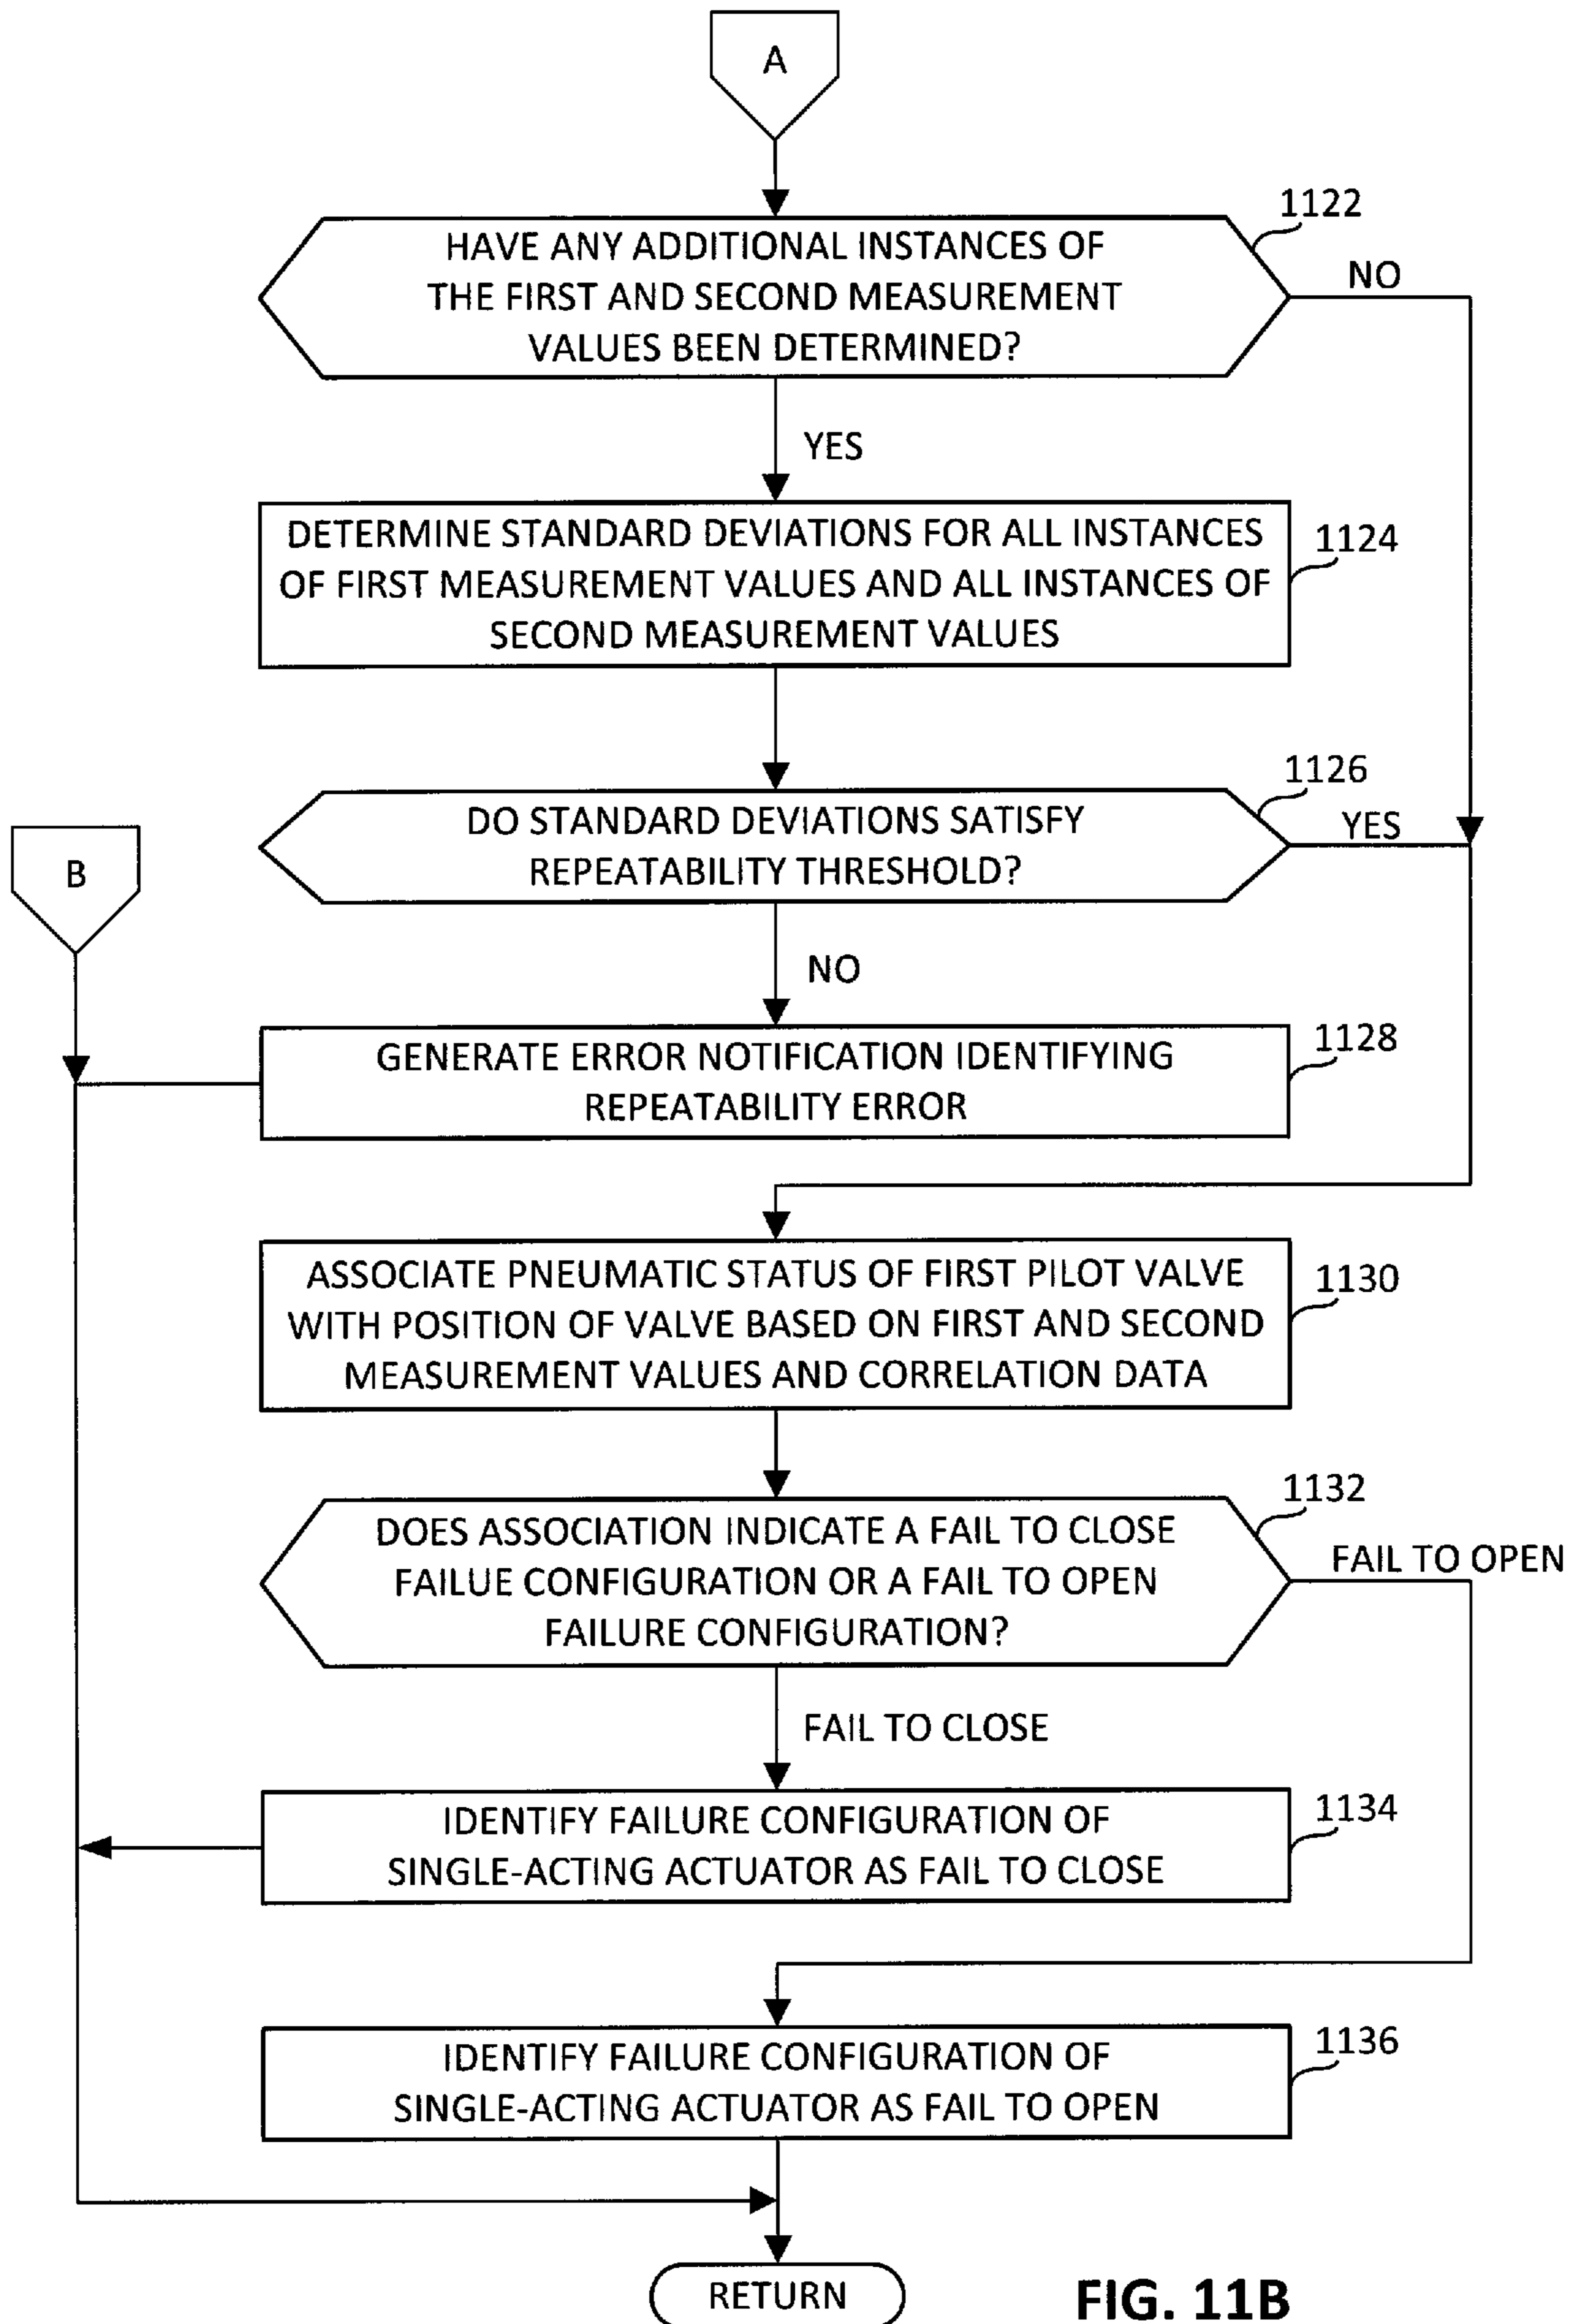 A
1122
HAVE ANY ADDITIONAL INSTANCES OF
THE FIRST AND SECOND MEASUREMENT
VALUES BEEN DETERMINED?
NO
YES
DETERMINE STANDARD DEVIATIONS FOR ALL INSTANCES
OF FIRST MEASUREMENT VALUES AND ALL INSTANCES OF
SECOND MEASUREMENT VALUES
1124
1126
DO STANDARD DEVIATIONS SATISFY
REPEATABILITY THRESHOLD?
YES
B
NO
GENERATE ERROR NOTIFICATION IDENTIFYING
REPEATABILITY ERROR
1128
ASSOCIATE PNEUMATIC STATUS OF FIRST PILOT VALVE
WITH POSITION OF VALVE BASED ON FIRST AND SECOND
MEASUREMENT VALUES AND CORRELATION DATA
1130
1132
DOES ASSOCIATION INDICATE A FAIL TO CLOSE
FAILUE CONFIGURATION OR A FAIL TO OPEN
FAILURE CONFIGURATION?
FAIL TO OPEN
FAIL TO CLOSE
IDENTIFY FAILURE CONFIGURATION OF
SINGLE-ACTING ACTUATOR AS FAIL TO CLOSE
1134
IDENTIFY FAILURE CONFIGURATION OF
SINGLE-ACTING ACTUATOR AS FAIL TO OPEN
1136
RETURN
FIG. 11B